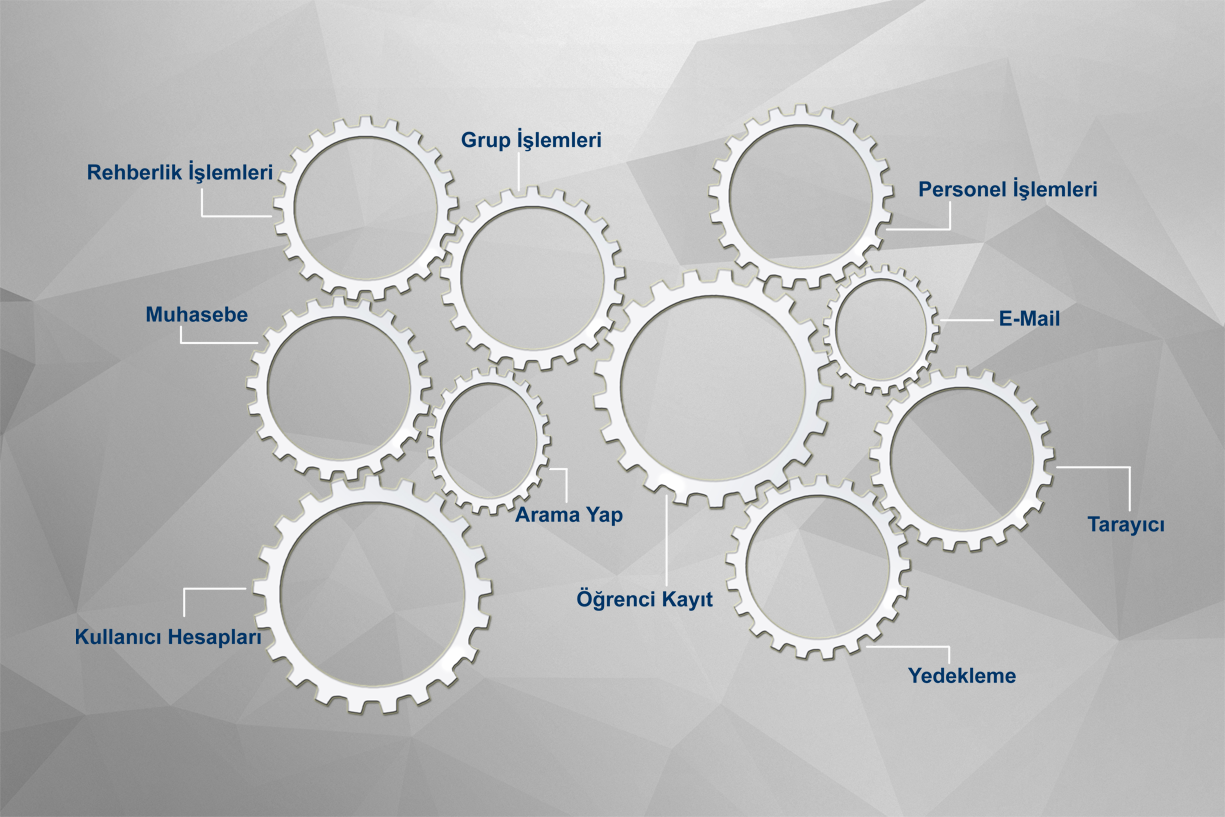 Grup İşlemleri
Rehberlik İşlemleri
Personel İşlemleri
Muhasebe
E-Mail
Arama Yap
Tarayıcı
Öğrenci Kayıt
Kullanıcı Hesapları
Yedekleme